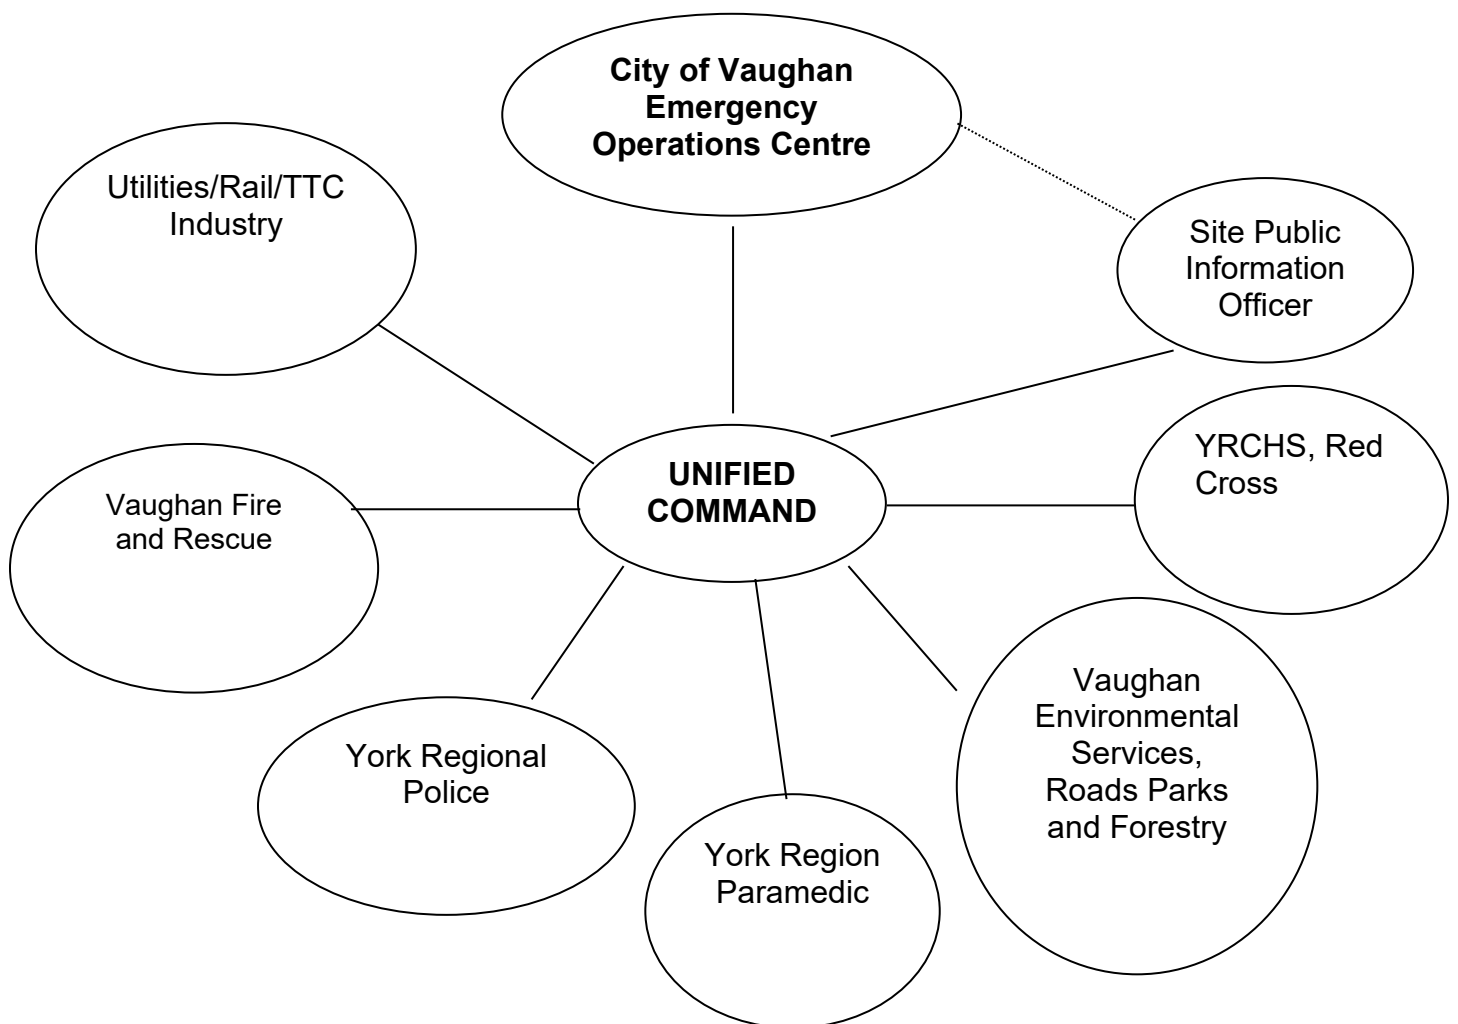 City of Vaughan
Emergency
Operations Centre
Utilities/Rail/TTC
Industry
Site Public
Information
Officer
UNIFIED
COMMAND
YRCHS, Red
Cross
Vaughan Fire
and Rescue
York Regional
Police
York Region
Paramedic
Vaughan
Environmental
Services,
Roads Parks
and Forestry